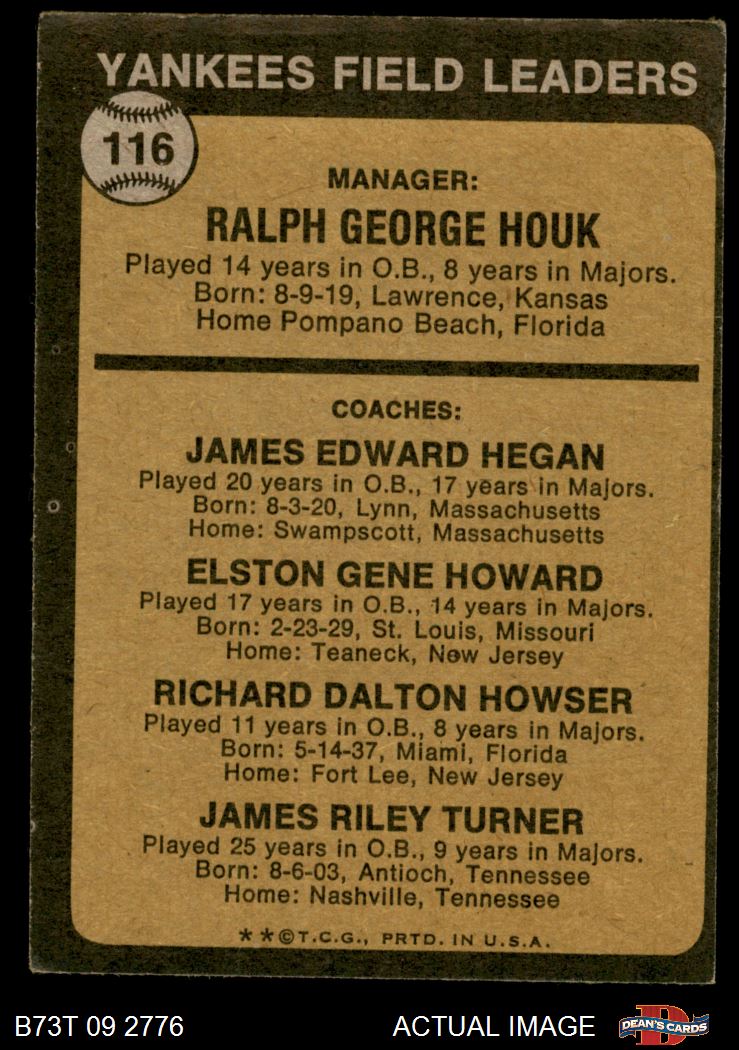 YANKEES FIELD LEADERS
116
MANAGER:
RALPH GEORGE HOUK
Played 14 years in O.B., 8 years in Majors.
Born: 8-9-19, Lawrence, Kansas
Home Pompano Beach, Florida
COACHES:
JAMES EDWARD HEGAN
Played 20 years in O.B., 17 years in Majors.
Born: 8-3-20, Lynn, Massachusetts
Home: Swampscott, Massachusetts
ELSTON GENE HOWARD
Played 17 years in O.B., 14 years in Majors.
Born: 2-23-29, St. Louis, Missouri
Home: Teaneck, New Jersey
RICHARD DALTON HOWSER
Played 11 years in O.B., 8 years in Majors.
Born: 5-14-37, Miami, Florida
Home: Fort Lee, New Jersey
JAMES RILEY TURNER
Played 25 years in O.B., 9 years in Majors.
Born: 8-6-03, Antioch, Tennessee
Home: Nashville, Tennessee
**©T.C.G., PRTD. IN U.S.A.
B73T 09 2776 ACTUAL IMAGE
D
DEAN'S CARDS